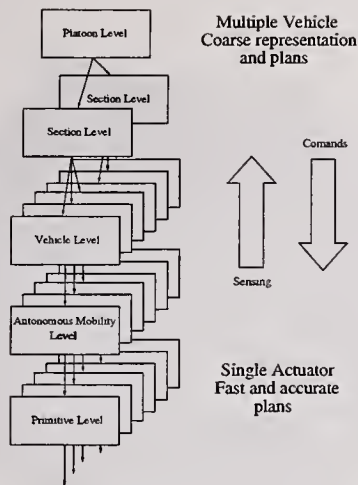 Multiple Vehicle
Coarse representation
and plans
Platoon Level
Section Level
Section Level
Comands
Vehicle Level
Sensing
Autonomous Mobility
Level
Single Actuator
Fast and accurate
plans
Primitive Level